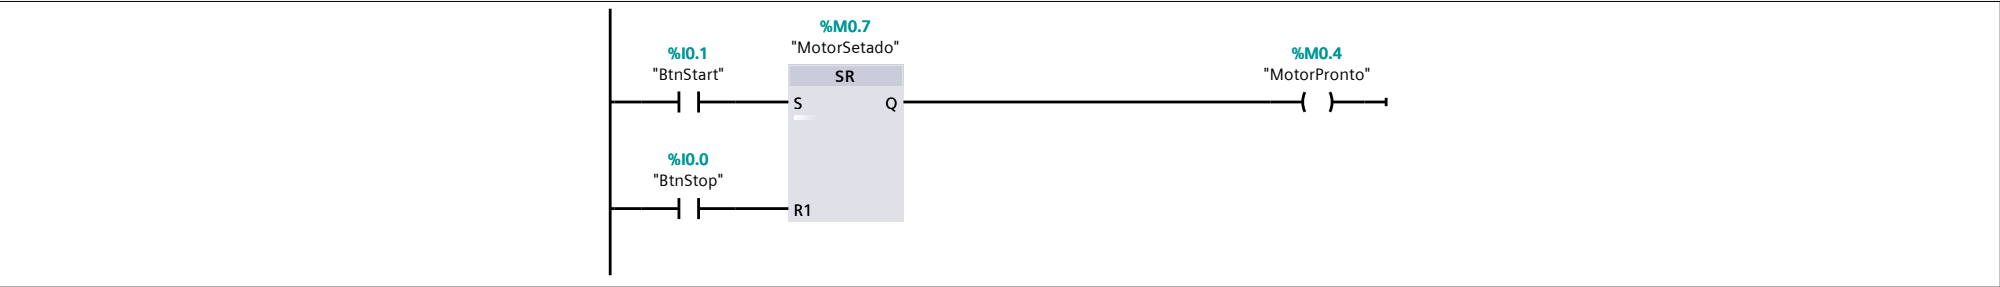 %M0.7
"MotorSetado"
%I0.1
"BtnStart"
%M0.4
"MotorPronto"
SR
S
Q
%I0.0
"BtnStop"
R1